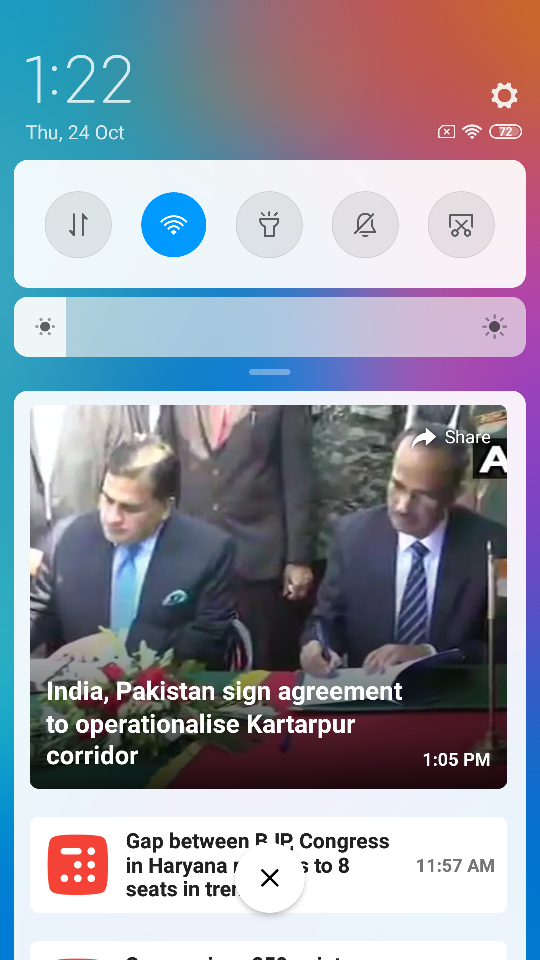 1:22
Thu, 24 Oct
72
Share
A
India, Pakistan sign agreement
to operationalise Kartarpur
corridor
1:05 PM
Gap between BJP, Congress
in Haryana s to 8
seats in
11:57 AM